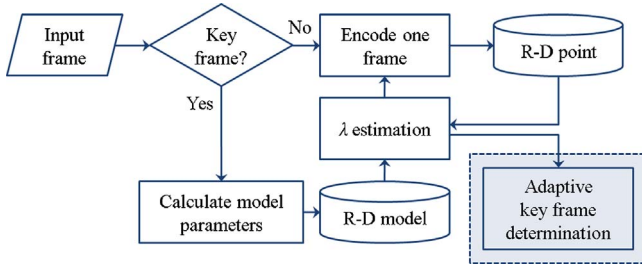 Input
frame
Key
frame?
No
Encode one
frame
R-D point
Yes
λ estimation
Calculate model
parameters
R-D model
Adaptive
key frame
determination